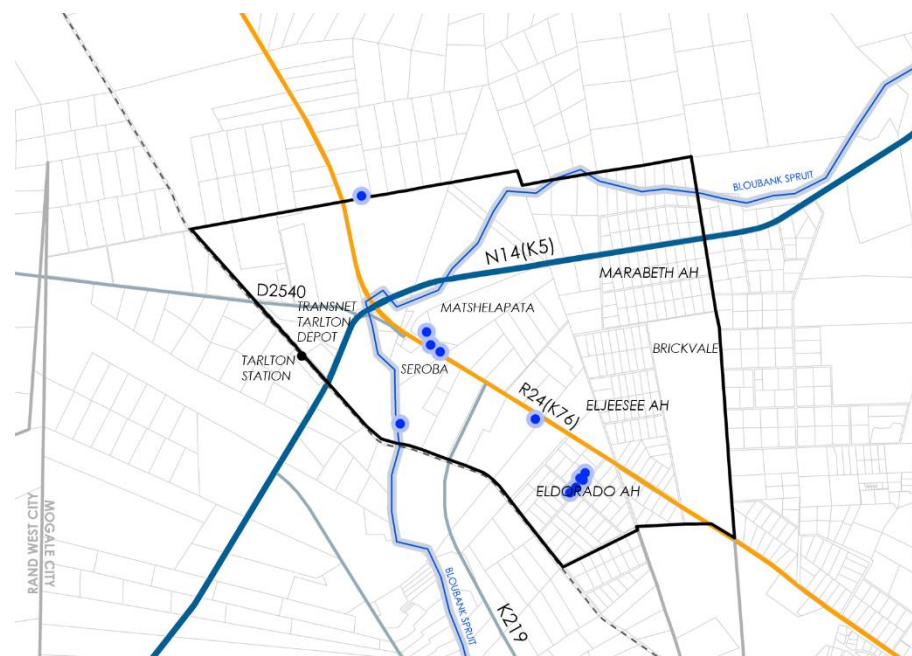 BLOUBANK SPRUIT
N14(K5)
MARABETH AH
D2540
TRANSNET
TARLTON
DEPOT
MATSHELAPATA
BRICKVALE
TARLTON
STATION
SEROBA
R24(K76)
ELJEESEE AH
ELDORADO AH
RAND WEST CITY
MOGALE CITY
BLOUBANK SPRUIT
K219